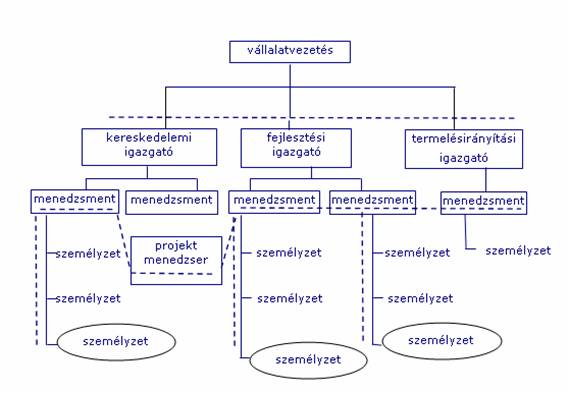 vállalatvezetés
kereskedelemi
igazgató
fejlesztési
igazgató
termelésirányítási
igazgató
menedzsment
menedzsment
menedzsment
menedzsment
menedzsment
projekt
menedzser
személyzet
személyzet
személyzet
személyzet
személyzet
személyzet
személyzet
személyzet
személyzet
személyzet